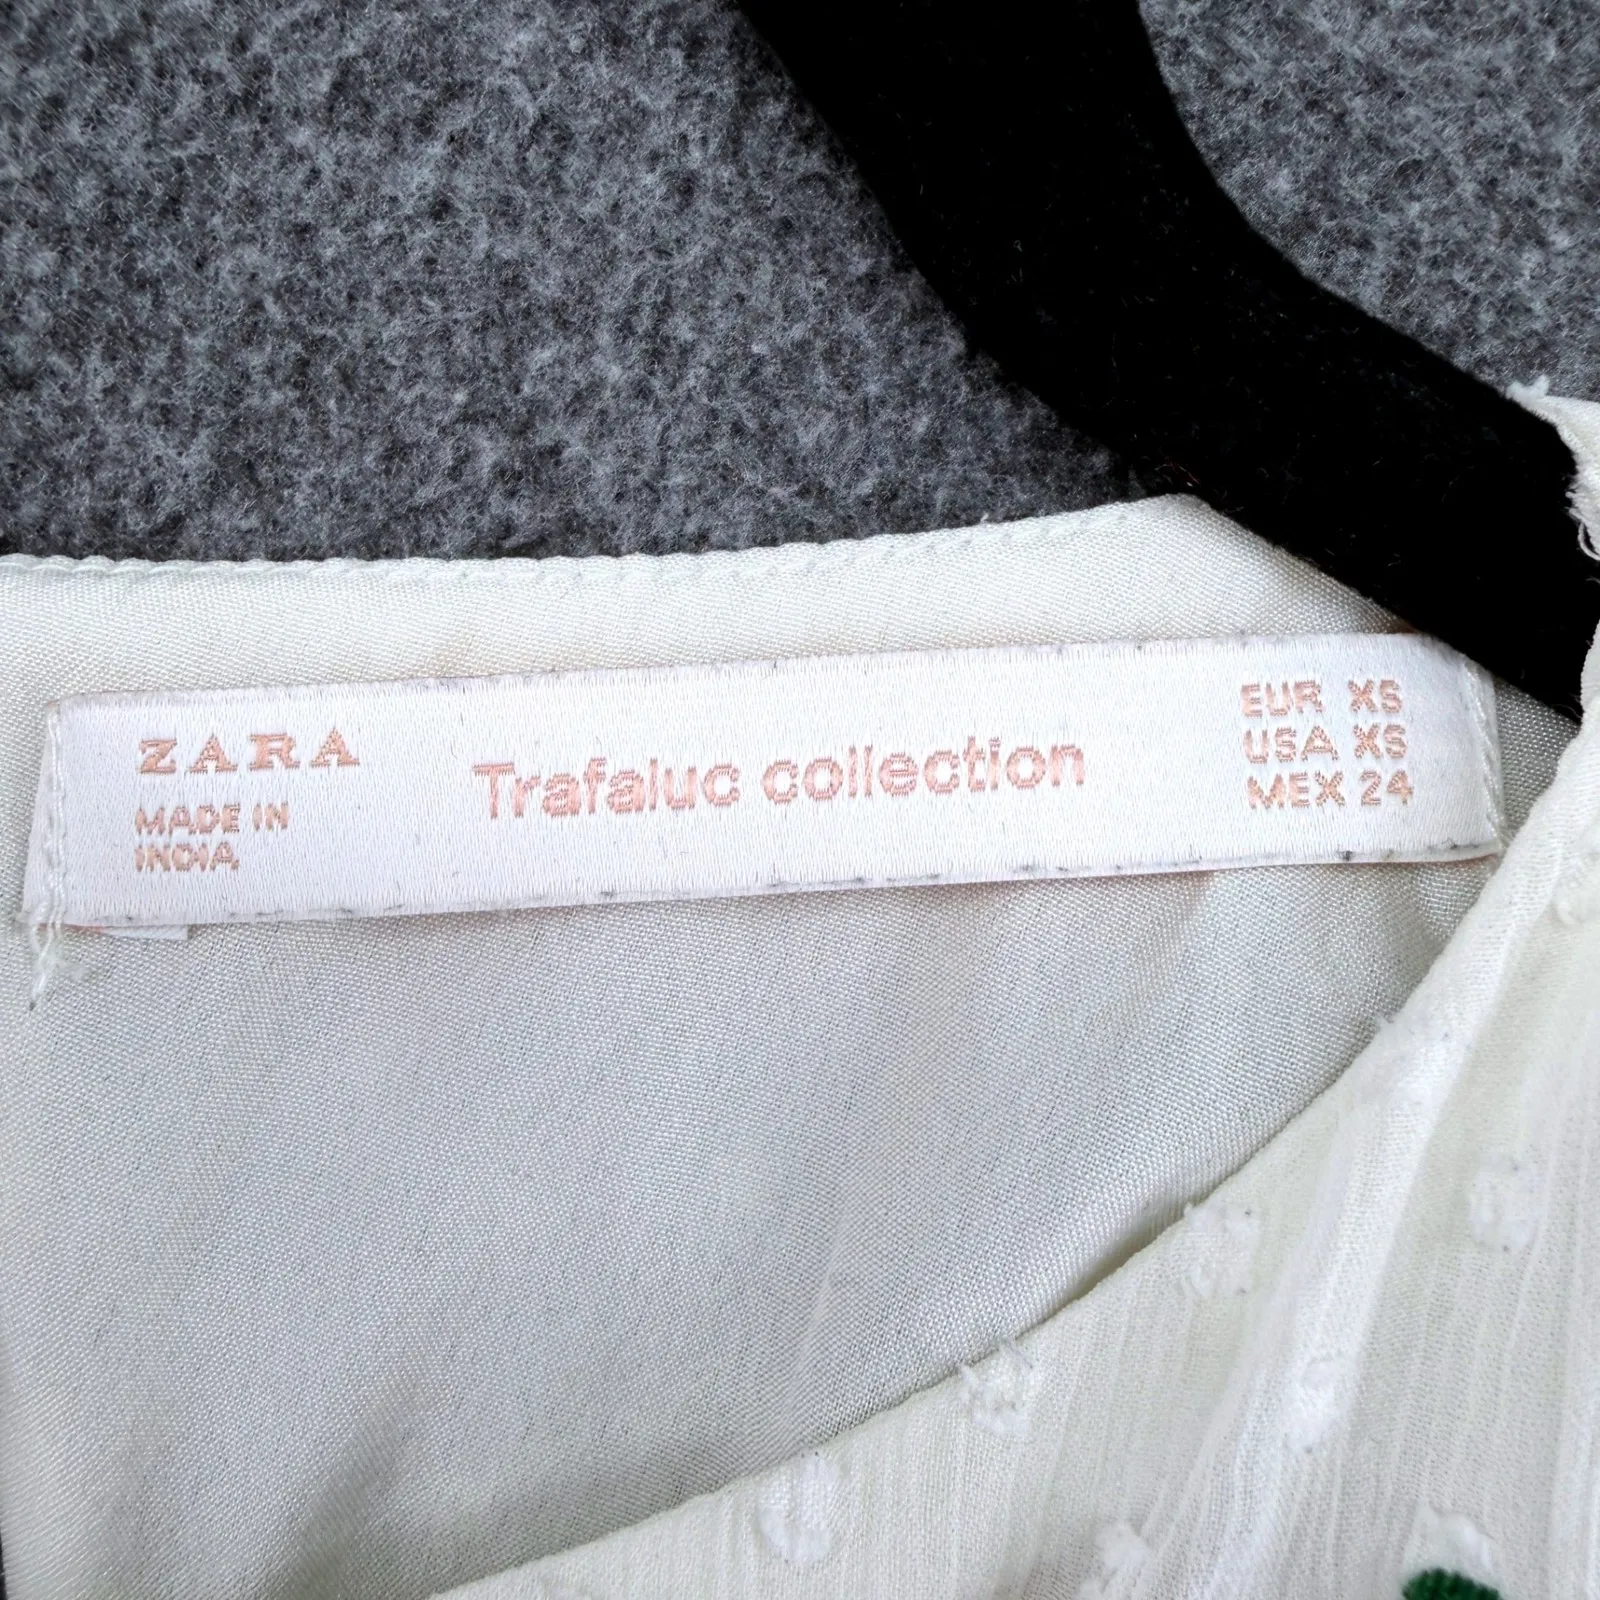 ZARA
MADE IN
INDIA
Trafaluc collection
EUR XS
USA XS
MEX 24